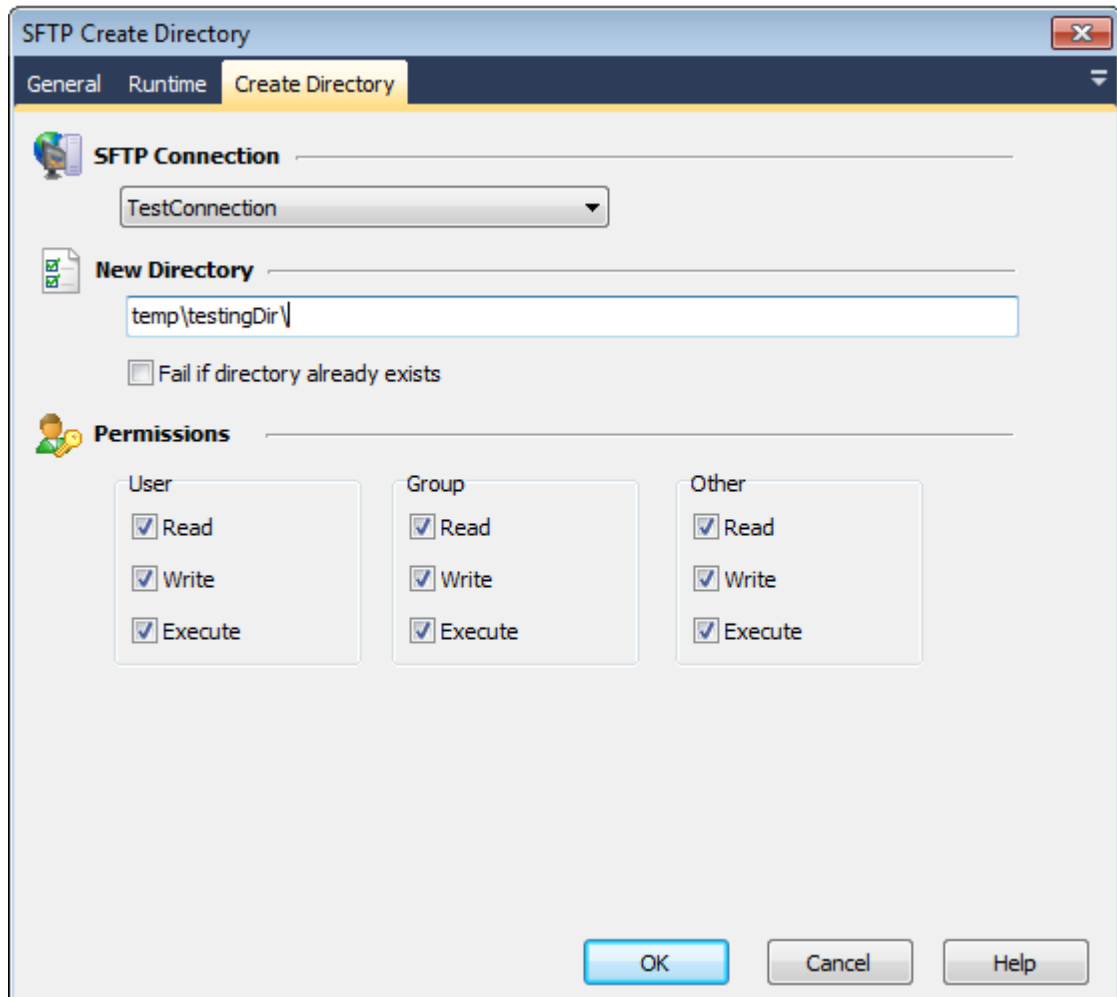 SFTP Create Directory
General Runtime Create Directory
SFTP Connection
TestConnection
New Directory
temp\testingDir\
Fail if directory already exists
Permissions
User Group Other
Read Read Read
Write Write Write
Execute Execute Execute
OK Cancel Help